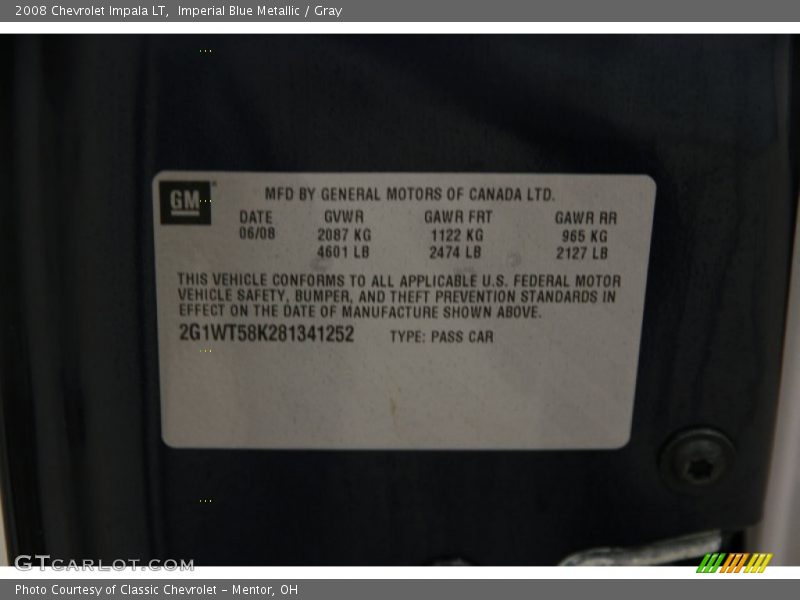 2008 Chevrolet Impala LT, Imperial Blue Metallic / Gray
GM
MFD BY GENERAL MOTORS OF CANADA LTD.
DATE GVWR GAWR FRT GAWR RR
06/08 2087 KG 1122 KG 965 KG
4601 LB 2474 LB 2127 LB
THIS VEHICLE CONFORMS TO ALL APPLICABLE U.S. FEDERAL MOTOR
VEHICLE SAFETY, BUMPER, AND THEFT PREVENTION STANDARDS IN
EFFECT ON THE DATE OF MANUFACTURE SHOWN ABOVE.
2G1WT58K281341252 TYPE: PASS CAR
GTCARLOT.COM
Photo Courtesy of Classic Chevrolet - Mentor, OH